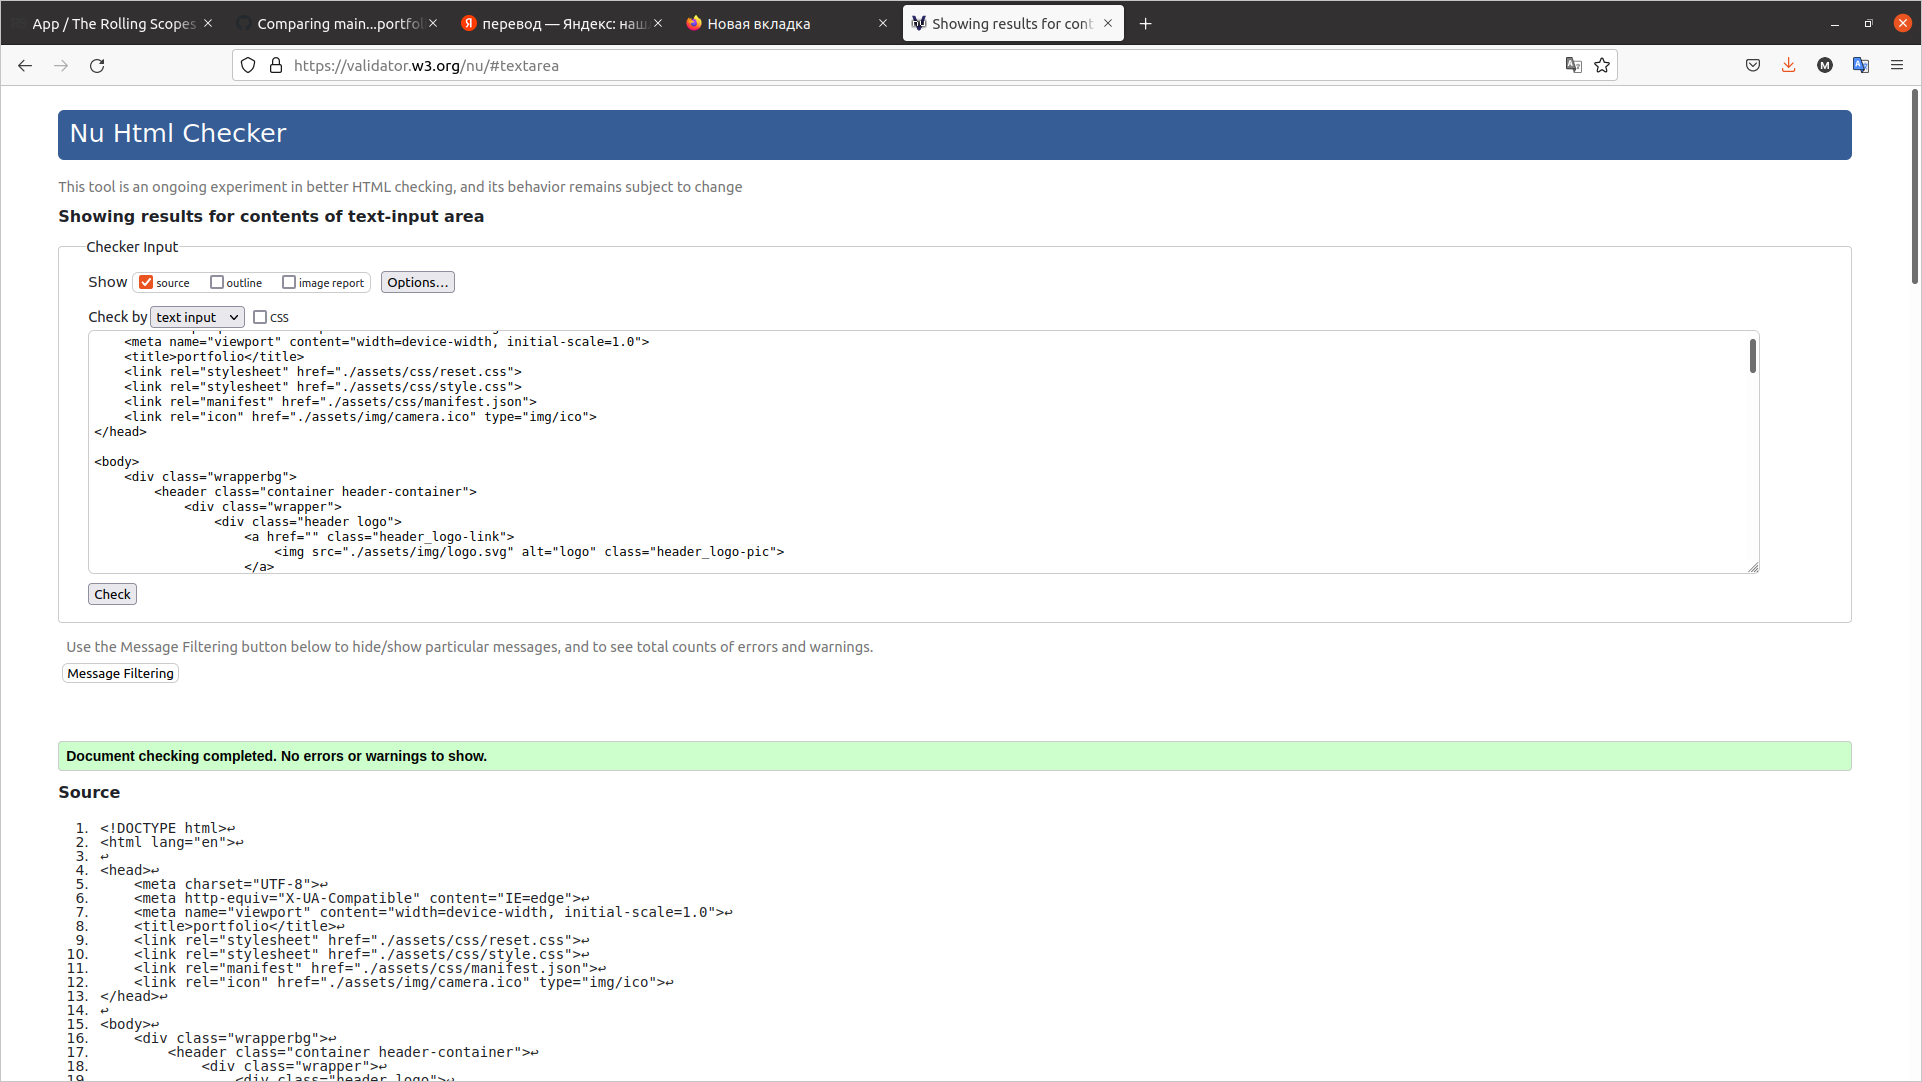 App / The Rolling Scopes
Comparing main...portfol
перевод — Яндекс: наш
Новая вкладка
Showing results for cont
https://validator.w3.org/nu/#textarea
Nu Html Checker
This tool is an ongoing experiment in better HTML checking, and its behavior remains subject to change
Showing results for contents of text-input area
Checker Input
Show source outline image report Options...
Check by text input css
<meta name="viewport" content="width=device-width, initial-scale=1.0">
<title>portfolio</title>
<link rel="stylesheet" href="./assets/css/reset.css">
<link rel="stylesheet" href="./assets/css/style.css">
<link rel="manifest" href="./assets/css/manifest.json">
<link rel="icon" href="./assets/img/camera.ico" type="img/ico">
</head>
<body>
<div class="wrapperbg">
<header class="container header-container">
<div class="wrapper">
<div class="header logo">
<a href="" class="header_logo-link">
<img src="./assets/img/logo.svg" alt="logo" class="header_logo-pic">
</a>
Check
Use the Message Filtering button below to hide/show particular messages, and to see total counts of errors and warnings.
Message Filtering
Document checking completed. No errors or warnings to show.
Source
1. <!DOCTYPE html>↩
2. <html lang="en">↩
3. ↩
4. <head>↩
5. <meta charset="UTF-8">↩
6. <meta http-equiv="X-UA-Compatible" content="IE=edge">↩
7. <meta name="viewport" content="width=device-width, initial-scale=1.0">↩
8. <title>portfolio</title>↩
9. <link rel="stylesheet" href="./assets/css/reset.css">↩
10. <link rel="stylesheet" href="./assets/css/style.css">↩
11. <link rel="manifest" href="./assets/css/manifest.json">↩
12. <link rel="icon" href="./assets/img/camera.ico" type="img/ico">↩
13. </head>↩
14. ↩
15. <body>↩
16. <div class="wrapperbg">↩
17. <header class="container header-container">↩
18. <div class="wrapper">↩
19. <div class="header logo">↩